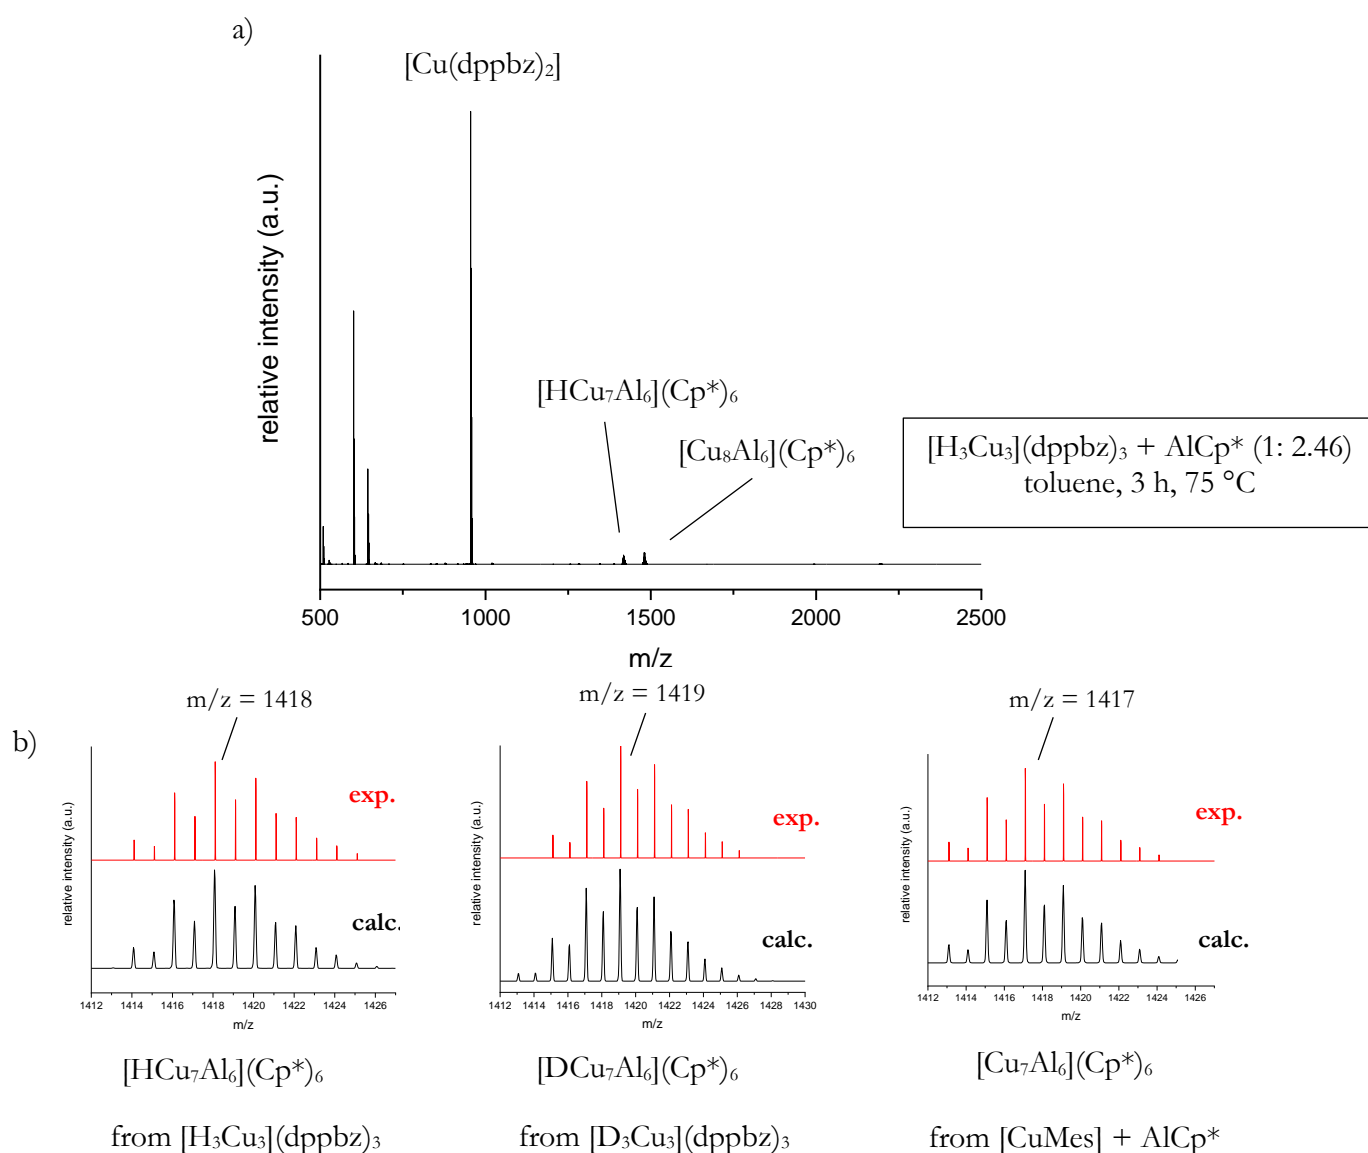 a)
[Cu(dppbz)₂]
relative intensity (a.u.)
[HCu₇Al₆](Cp*)₆
[Cu₈Al₆](Cp*)₆
[H₃Cu₃](dppbz)₃ + AlCp* (1: 2.46)
toluene, 3 h, 75 °C
500 1000 1500 2000 2500
m/z
b)
m/z = 1418
relative intensity (a.u.)
exp.
calc.
1412 1414 1416 1418 1420 1422 1424 1426
m/z
[HCu₇Al₆](Cp*)₆
from [H₃Cu₃](dppbz)₃
m/z = 1419
relative intensity (a.u.)
exp.
calc.
1412 1414 1416 1418 1420 1422 1424 1426 1428 1430
m/z
[DCu₇Al₆](Cp*)₆
from [D₃Cu₃](dppbz)₃
m/z = 1417
relative intensity (a.u.)
exp.
calc.
1412 1414 1416 1418 1420 1422 1424 1426
m/z
[Cu₇Al₆](Cp*)₆
from [CuMes] + AlCp*